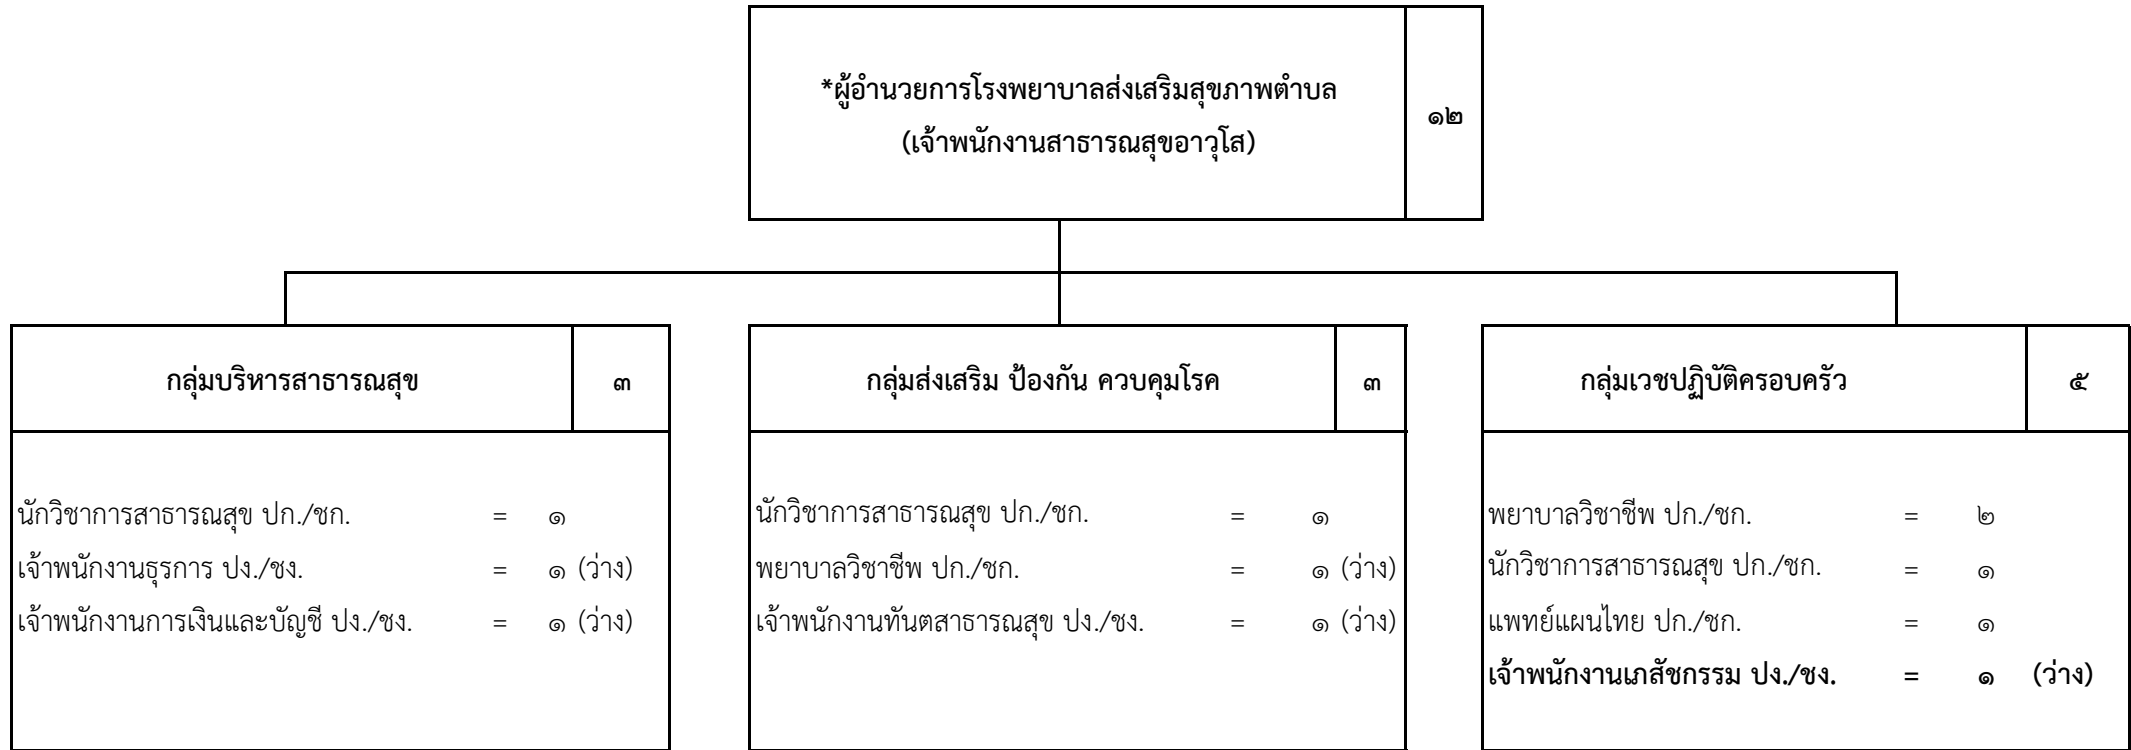 *ผู้อำนวยการโรงพยาบาลส่งเสริมสุขภาพตำบล
(เจ้าพนักงานสาธารณสุขอาวุโส)
๑๒
กลุ่มบริหารสาธารณสุข ๓
นักวิชาการสาธารณสุข ปก./ชก. = ๑
เจ้าพนักงานธุรการ ปง./ชง. = ๑ (ว่าง)
เจ้าพนักงานการเงินและบัญชี ปง./ชง. = ๑ (ว่าง)
กลุ่มส่งเสริม ป้องกัน ควบคุมโรค ๓
นักวิชาการสาธารณสุข ปก./ชก. = ๑
พยาบาลวิชาชีพ ปก./ชก. = ๑ (ว่าง)
เจ้าพนักงานทันตสาธารณสุข ปง./ชง. = ๑ (ว่าง)
กลุ่มเวชปฏิบัติครอบครัว ๕
พยาบาลวิชาชีพ ปก./ชก. = ๒
นักวิชาการสาธารณสุข ปก./ชก. = ๑
แพทย์แผนไทย ปก./ชก. = ๑
เจ้าพนักงานเภสัชกรรม ปง./ชง. = ๑ (ว่าง)